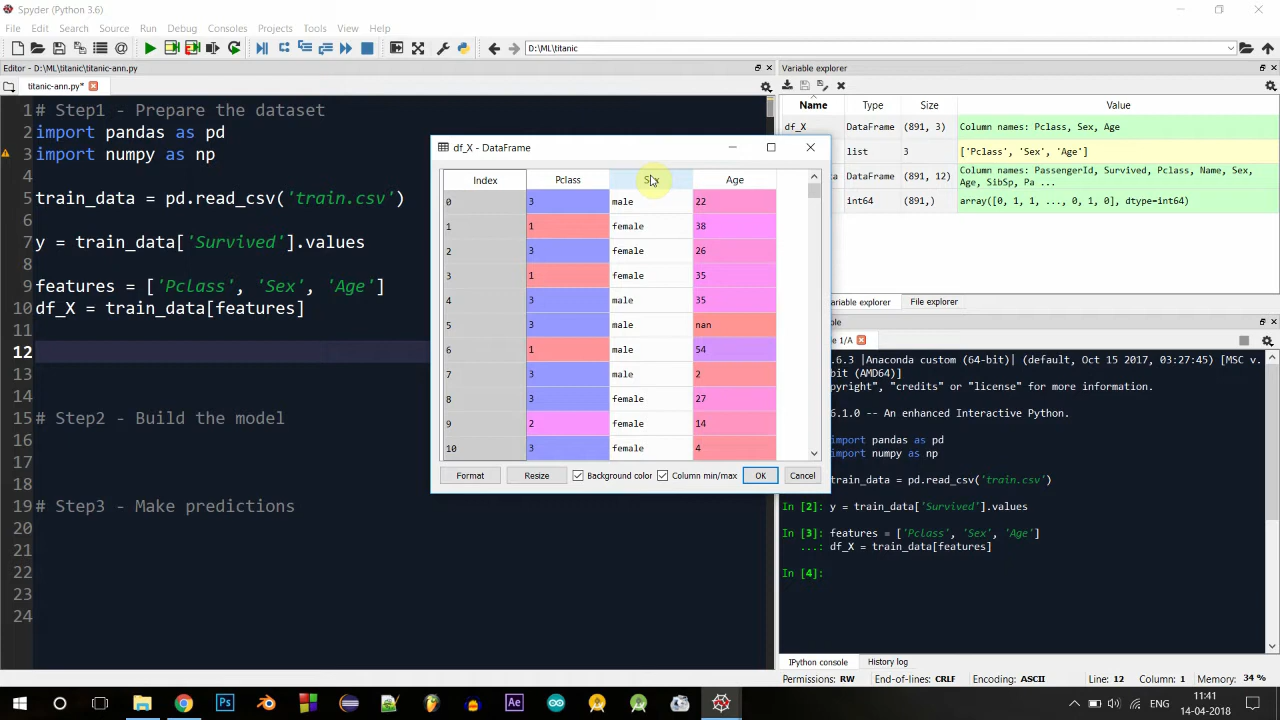 Spyder (Python 3.6)
File Edit Search Source Run Debug Consoles Projects Tools View Help
D:\ML\titanic
Editor - D:\ML\titanic\titanic-ann.py
titanic-ann.py*
1 # Step1 - Prepare the dataset
2 import pandas as pd
3 import numpy as np
4
5 train_data = pd.read_csv('train.csv')
6
7 y = train_data['Survived'].values
8
9 features = ['Pclass', 'Sex', 'Age']
10 df_X = train_data[features]
11
12
13
14
15 # Step2 - Build the model
16
17
18
19 # Step3 - Make predictions
20
21
22
23
24
df_X - DataFrame
Index Pclass Sex Age
0 3 male 22
1 1 female 38
2 3 female 26
3 1 female 35
4 3 male 35
5 3 male nan
6 1 male 54
7 3 male 2
8 3 female 27
9 2 female 14
10 3 female 4
Format Resize Background color Column min/max OK Cancel
Variable explorer
Name Type Size Value
df_X DataFrame (891, 3) Column names: Pclass, Sex, Age
list 3 ['Pclass', 'Sex', 'Age']
DataFrame (891, 12) Column names: PassengerId, Survived, Pclass, Name, Sex,
Age, SibSp, Pa ...
int64 (891,) array([0, 1, 1, ..., 0, 1, 0], dtype=int64)
ariable explorer File explorer
1/A
.6.3 |Anaconda custom (64-bit)| (default, Oct 15 2017, 03:27:45) [MSC v.
bit (AMD64)]
pyright", "credits" or "license" for more information.
6.1.0 -- An enhanced Interactive Python.
import pandas as pd
import numpy as np
train_data = pd.read_csv('train.csv')
In [2]: y = train_data['Survived'].values
In [3]: features = ['Pclass', 'Sex', 'Age']
...: df_X = train_data[features]
In [4]:
IPython console History log
Permissions: RW End-of-lines: CRLF Encoding: ASCII Line: 12 Column: 1 Memory: 34 %
Ps Ae
ENG 11:41
14-04-2018